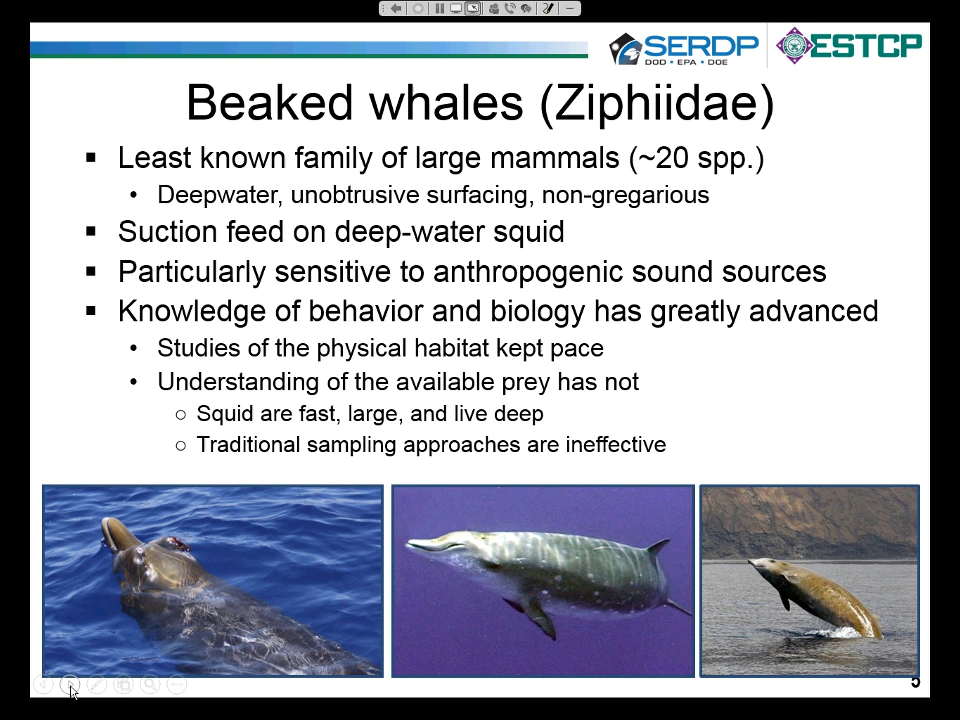 SERDP
DOD • EPA • DOE
ESTCP
Beaked whales (Ziphiidae)
▪ Least known family of large mammals (~20 spp.)
• Deepwater, unobtrusive surfacing, non-gregarious
▪ Suction feed on deep-water squid
▪ Particularly sensitive to anthropogenic sound sources
▪ Knowledge of behavior and biology has greatly advanced
• Studies of the physical habitat kept pace
• Understanding of the available prey has not
○ Squid are fast, large, and live deep
○ Traditional sampling approaches are ineffective
5